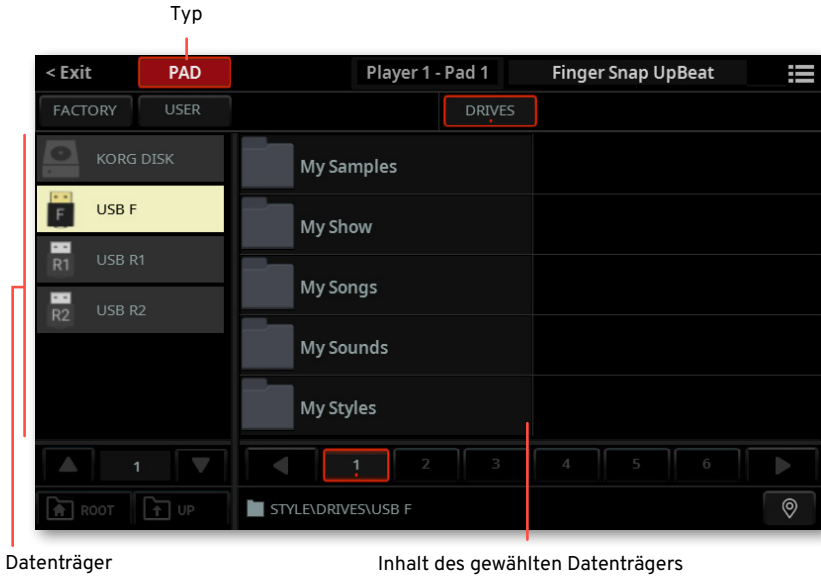 Typ
< Exit PAD Player 1 - Pad 1 Finger Snap UpBeat
FACTORY USER DRIVES
KORG DISK
F USB F
R1 USB R1
R2 USB R2
My Samples
My Show
My Songs
My Sounds
My Styles
1 1 2 3 4 5 6
ROOT UP STYLE\DRIVES\USB F
Datenträger Inhalt des gewählten Datenträgers